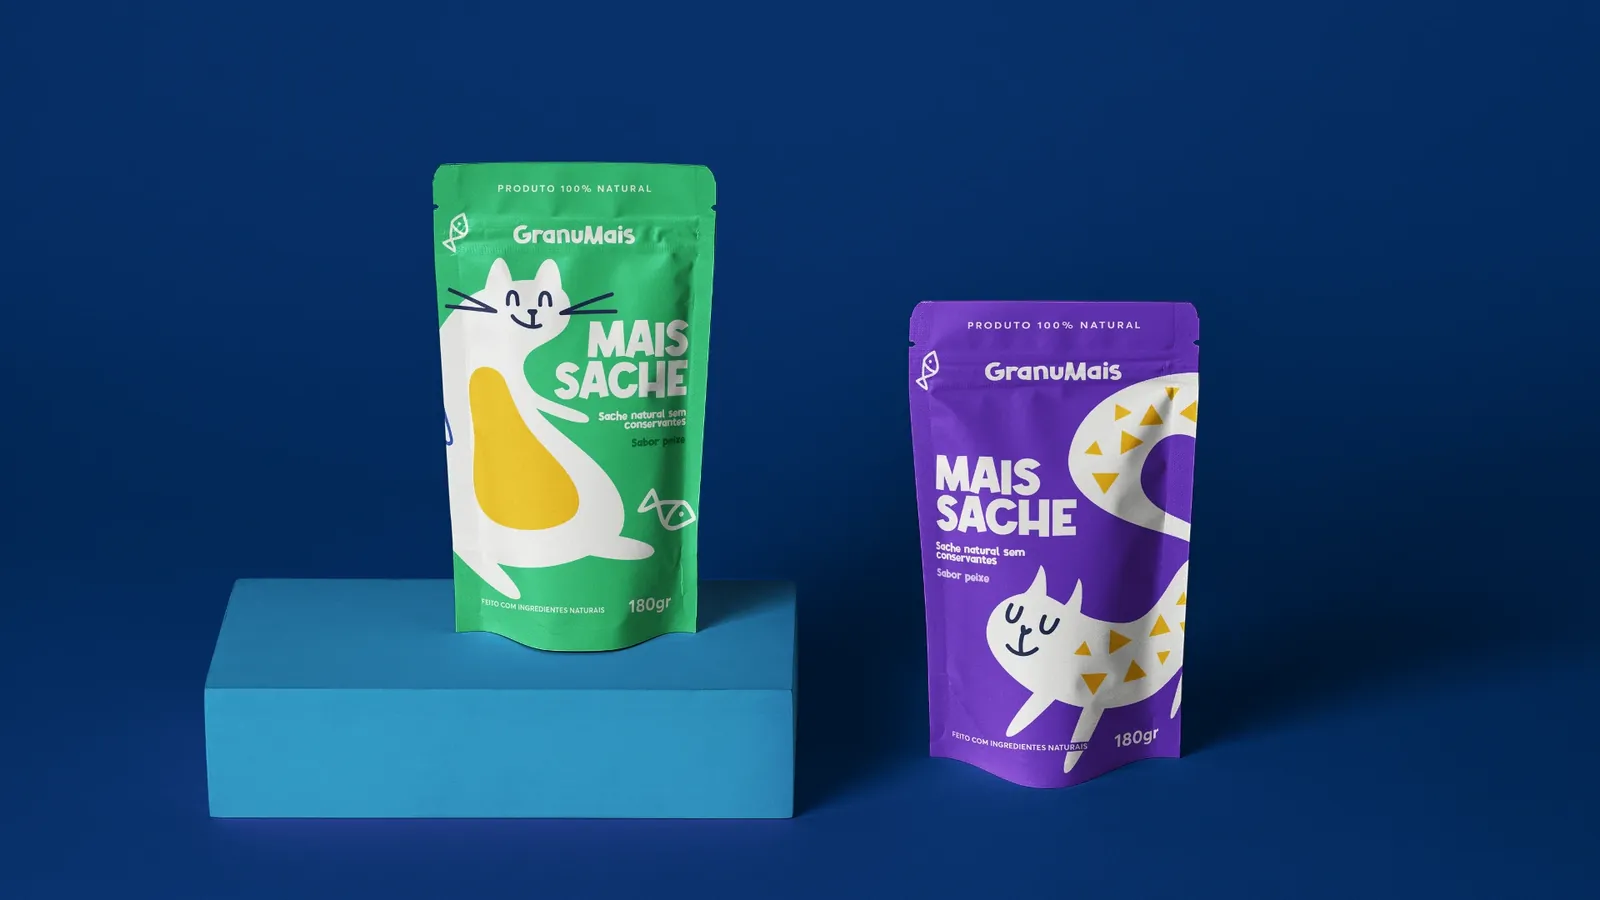 PRODUTO 100% NATURAL
GranuMais
MAIS
SACHE
Sache natural sem
conservantes
Sabor peixe
FEITO COM INGREDIENTES NATURAIS
180gr
PRODUTO 100% NATURAL
GranuMais
MAIS
SACHE
Sache natural sem
conservantes
Sabor peixe
FEITO COM INGREDIENTES NATURAIS
180gr